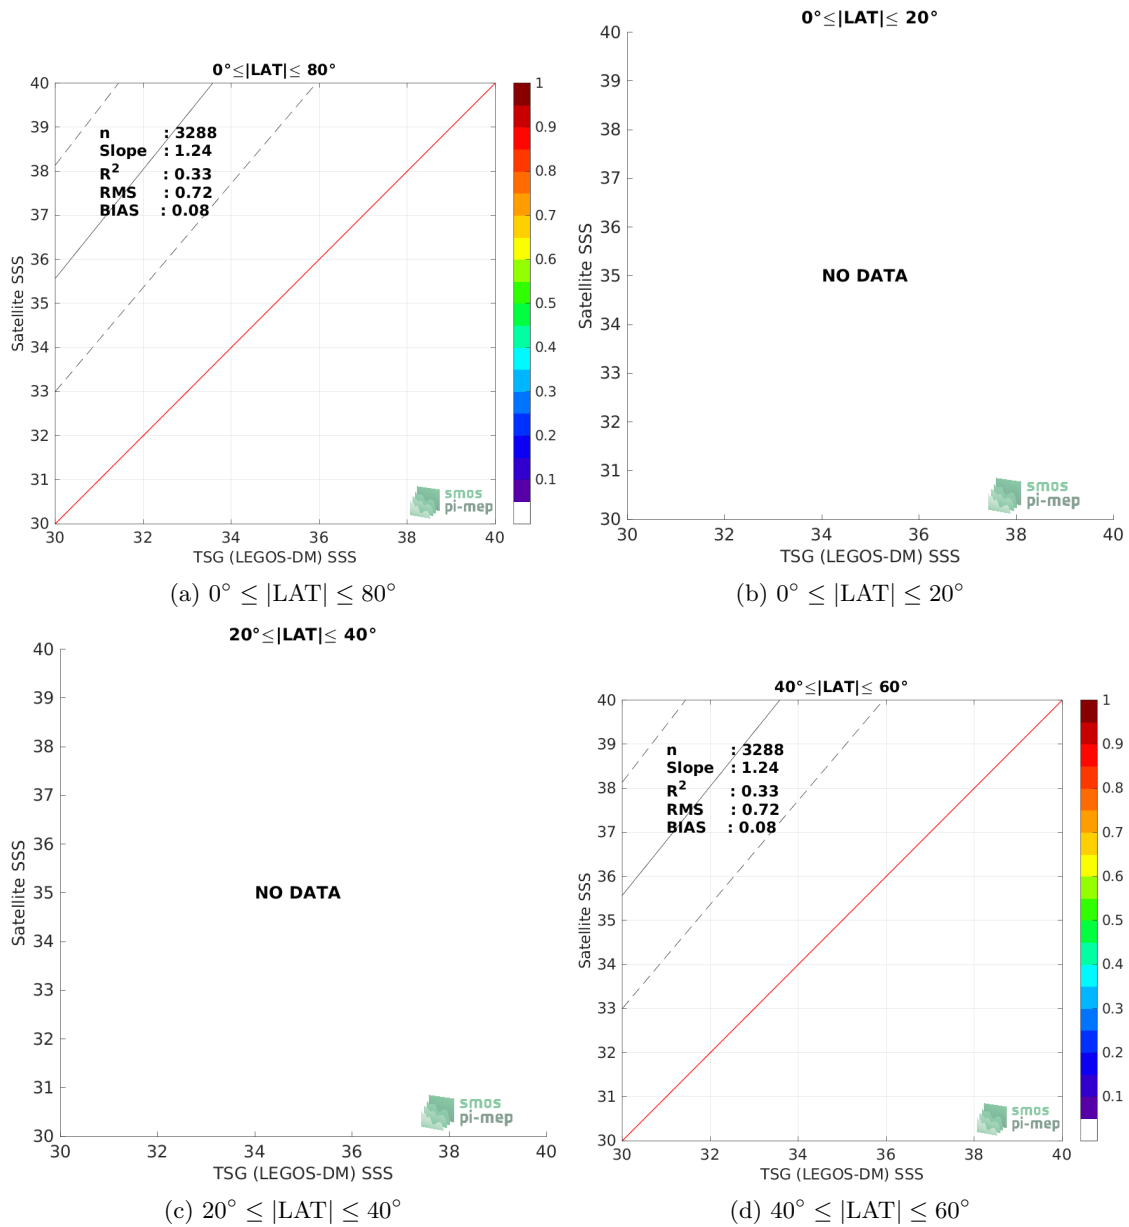 0°≤|LAT|≤ 80°
40
39
38
37
36
35
34
33
32
31
30
Satellite SSS
n : 3288
Slope : 1.24
R² : 0.33
RMS : 0.72
BIAS : 0.08
smos
pi-mep
30 32 34 36 38 40
TSG (LEGOS-DM) SSS
1
0.9
0.8
0.7
0.6
0.5
0.4
0.3
0.2
0.1
(a) 0° ≤ |LAT| ≤ 80°
0°≤|LAT|≤ 20°
40
39
38
37
36
35
34
33
32
31
30
Satellite SSS
NO DATA
smos
pi-mep
30 32 34 36 38 40
TSG (LEGOS-DM) SSS
(b) 0° ≤ |LAT| ≤ 20°
20°≤|LAT|≤ 40°
40
39
38
37
36
35
34
33
32
31
30
Satellite SSS
NO DATA
smos
pi-mep
30 32 34 36 38 40
TSG (LEGOS-DM) SSS
(c) 20° ≤ |LAT| ≤ 40°
40°≤|LAT|≤ 60°
40
39
38
37
36
35
34
33
32
31
30
Satellite SSS
n : 3288
Slope : 1.24
R² : 0.33
RMS : 0.72
BIAS : 0.08
smos
pi-mep
30 32 34 36 38 40
TSG (LEGOS-DM) SSS
1
0.9
0.8
0.7
0.6
0.5
0.4
0.3
0.2
0.1
(d) 40° ≤ |LAT| ≤ 60°